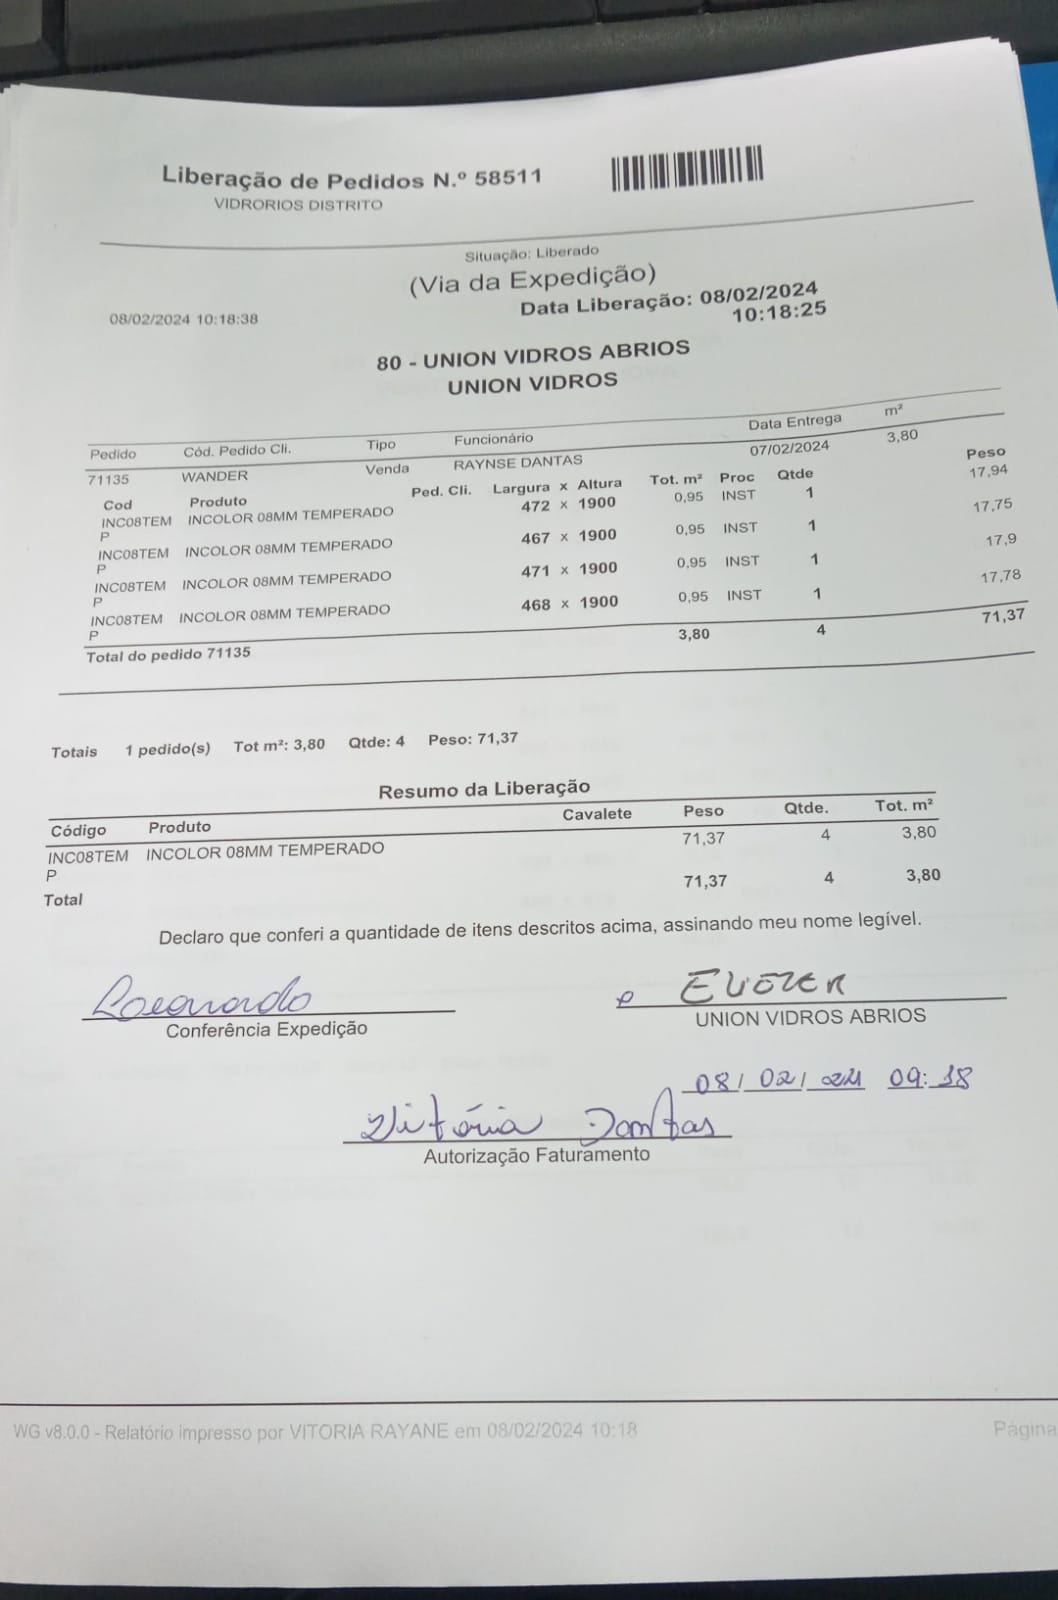 Liberação de Pedidos N.º 58511
VIDRORIOS DISTRITO
Situação: Liberado
(Via da Expedição)
08/02/2024 10:18:38
Data Liberação: 08/02/2024
10:18:25
80 - UNION VIDROS ABRIOS
UNION VIDROS
Pedido Cód. Pedido Cli. Tipo Funcionário Data Entrega m²
71135 WANDER Venda RAYNSE DANTAS 07/02/2024 3,80
Cod Produto Ped. Cli. Largura x Altura Tot. m² Proc Qtde Peso
INC08TEM INCOLOR 08MM TEMPERADO 472 x 1900 0,95 INST 1 17,94
P
INC08TEM INCOLOR 08MM TEMPERADO 467 x 1900 0,95 INST 1 17,75
P
INC08TEM INCOLOR 08MM TEMPERADO 471 x 1900 0,95 INST 1 17,9
P
INC08TEM INCOLOR 08MM TEMPERADO 468 x 1900 0,95 INST 1 17,78
P
Total do pedido 71135 3,80 4 71,37
Totais 1 pedido(s) Tot m²: 3,80 Qtde: 4 Peso: 71,37
Resumo da Liberação
Código Produto Cavalete Peso Qtde. Tot. m²
INC08TEM INCOLOR 08MM TEMPERADO 71,37 4 3,80
P
Total 71,37 4 3,80
Declaro que conferi a quantidade de itens descritos acima, assinando meu nome legível.
ELIEZER
Conferência Expedição UNION VIDROS ABRIOS
08/02/24 09:18
Vitória Dantas
Autorização Faturamento
WG v8.0.0 - Relatório impresso por VITORIA RAYANE em 08/02/2024 10:18 Página